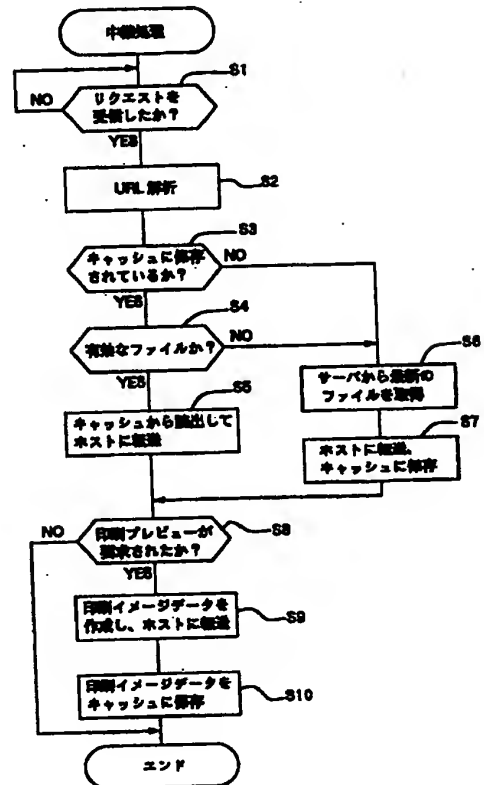 中継処理
S1
リクエストを
受信したか?
NO
YES
URL 解析
S2
S3
キャッシュに保存
されているか?
NO
YES
S4
有効なファイルか?
NO
YES
S5
キャッシュから読出して
ホストに転送
S6
サーバから最新の
ファイルを取得
S7
ホストに転送、
キャッシュに保存
NO
印刷プレビューが
要求されたか?
S8
YES
印刷イメージデータを
作成し、ホストに転送
S9
印刷イメージデータを
キャッシュに保存
S10
エンド